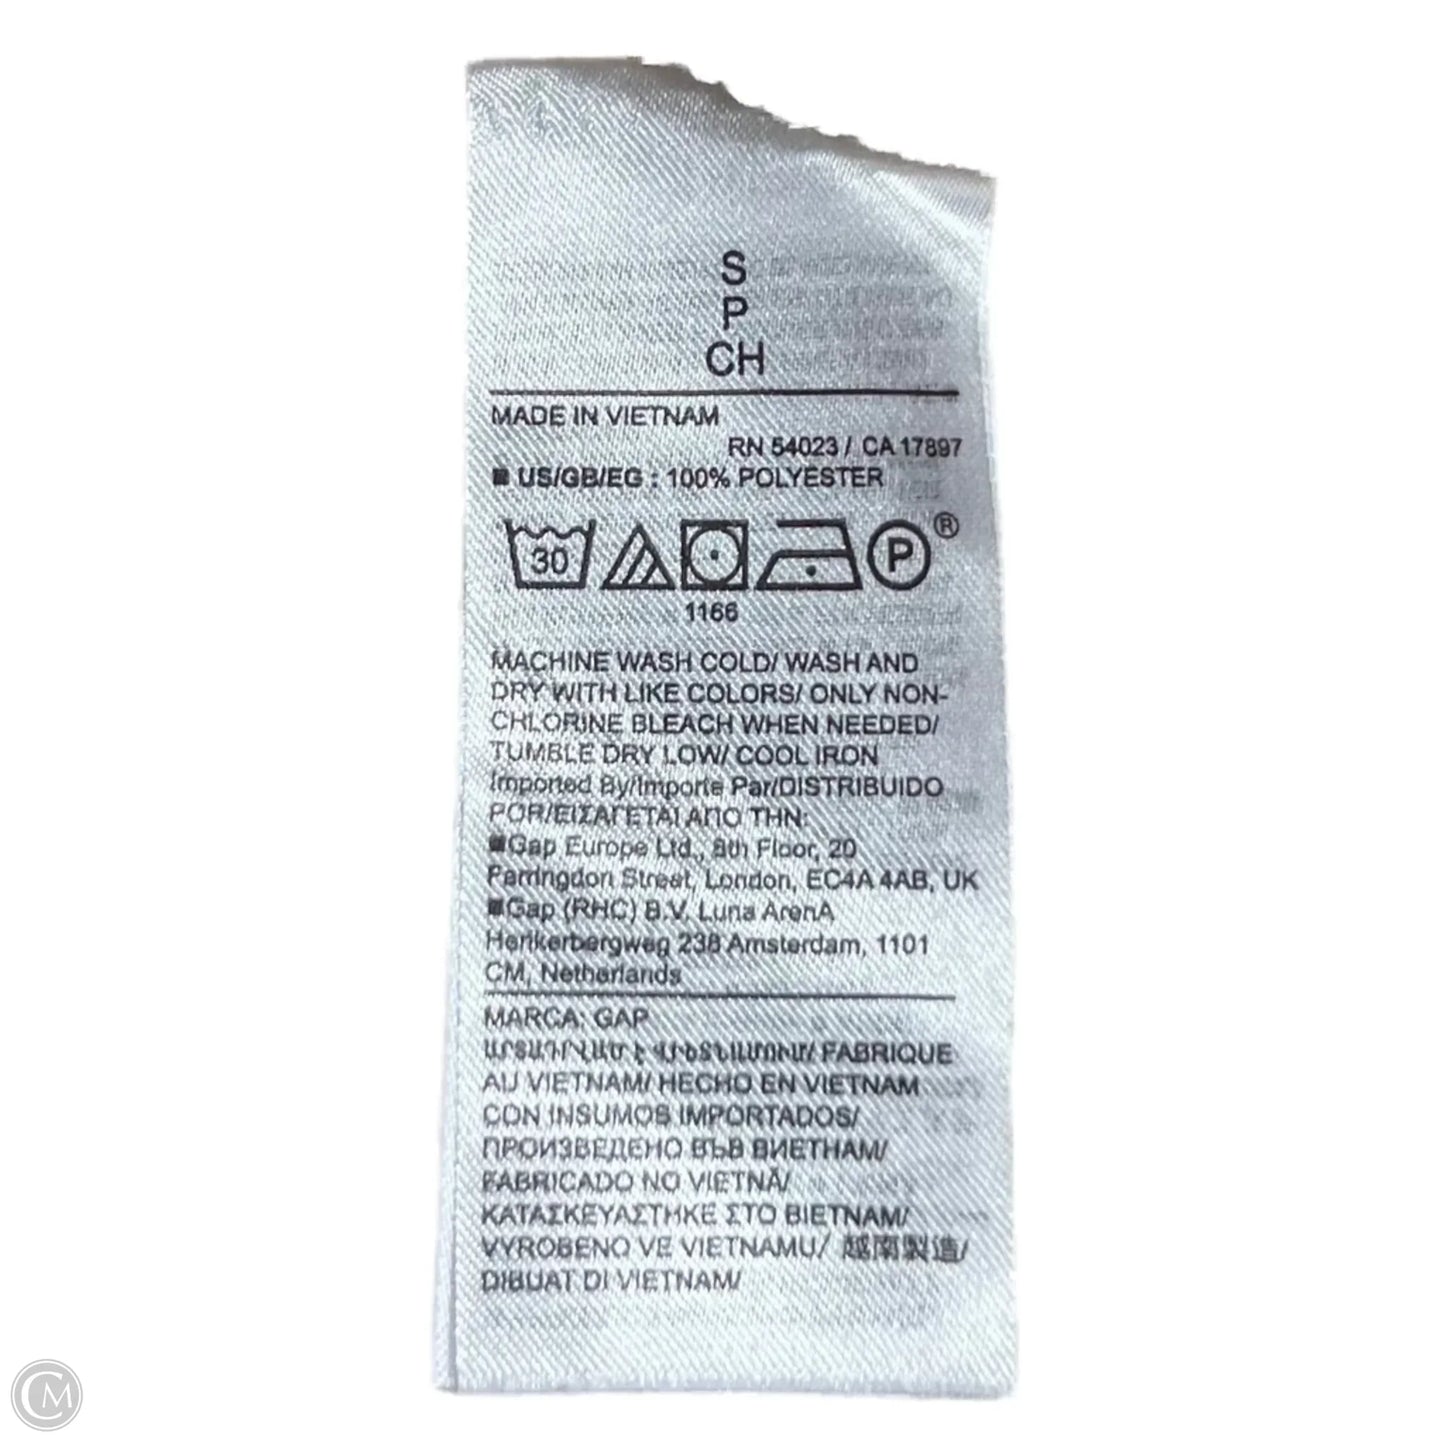 S
P
CH
MADE IN VIETNAM
RN 54023 / CA 17897
■ US/GB/EG : 100% POLYESTER
30 P ®
1166
MACHINE WASH COLD/ WASH AND
DRY WITH LIKE COLORS/ ONLY NON-
CHLORINE BLEACH WHEN NEEDED/
TUMBLE DRY LOW/ COOL IRON
Imported By/Importe Par/DISTRIBUIDO
POR/ΕΙΣΑΓΕΤΑΙ ΑΠΟ ΤΗΝ:
■Gap Europe Ltd., 8th Floor, 20
Farringdon Street, London, EC4A 4AB, UK
■Gap (RHC) B.V. Luna ArenA
Herikerbergweg 238 Amsterdam, 1101
CM, Netherlands
MARCA: GAP
ԱՐՏԱԴՐՎԱԾ Է ՎԻԵՏՆԱՄՈՒՄ/ FABRIQUE
AU VIETNAM/ HECHO EN VIETNAM
CON INSUMOS IMPORTADOS/
ПРОИЗВЕДЕНО ВЪВ ВИЕТНАМ/
FABRICADO NO VIETNÃ/
ΚΑΤΑΣΚΕΥΑΣΤΗΚΕ ΣΤΟ ΒΙΕΤΝΑΜ/
VYROBENO VE VIETNAMU/ 越南製造/
DIBUAT DI VIETNAM/
CM